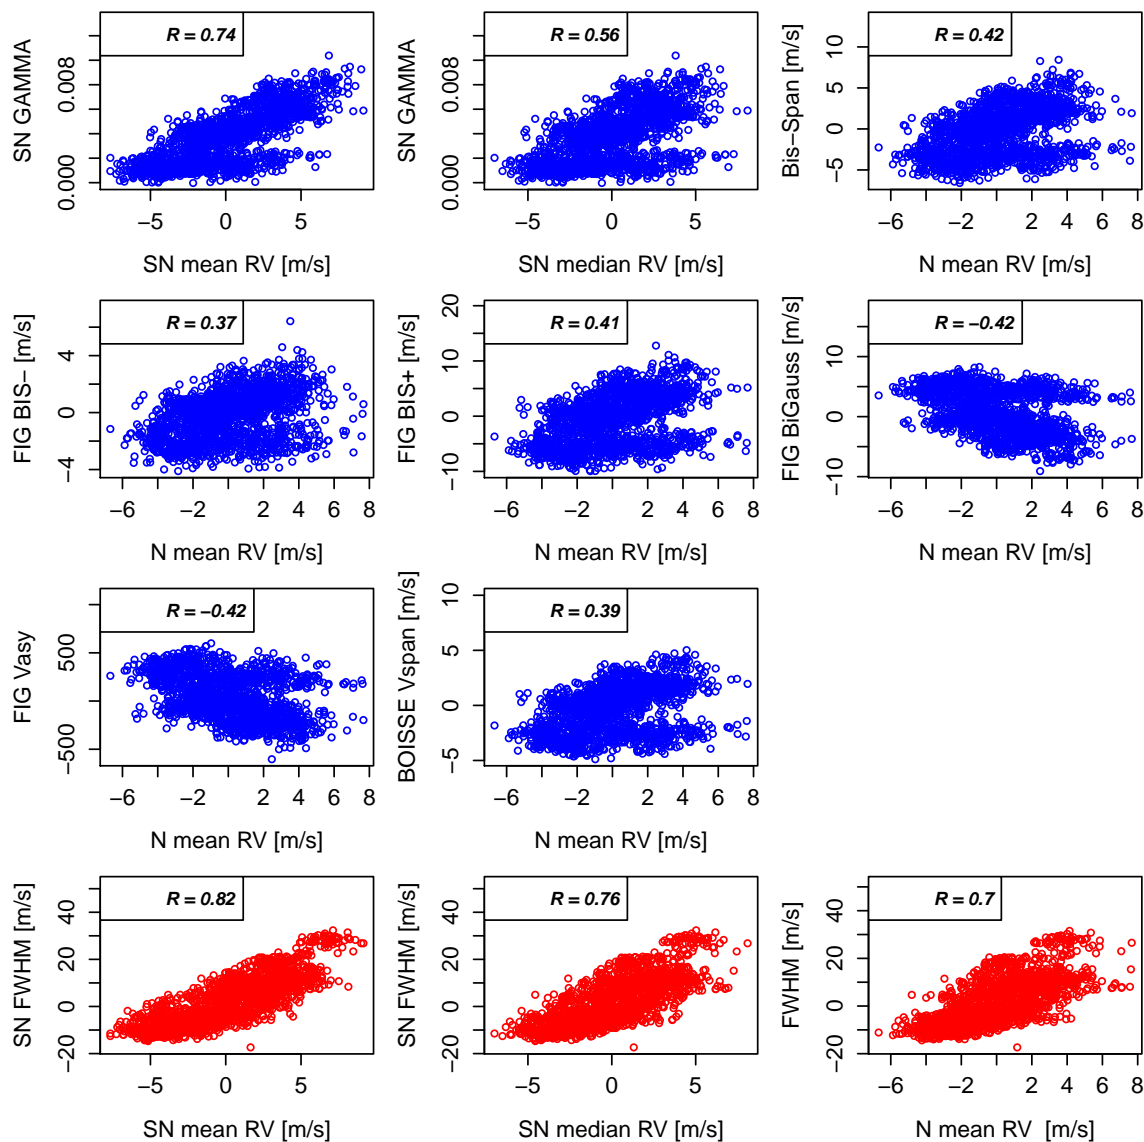 R = 0.74
SN GAMMA
0.000
0.008
−5
0
5
SN mean RV [m/s]
R = 0.56
SN GAMMA
0.000
0.008
−5
0
5
SN median RV [m/s]
R = 0.42
Bis−Span [m/s]
−5
0
5
10
−6
−2
0
2
4
6
8
N mean RV [m/s]
R = 0.37
FIG BIS− [m/s]
−4
0
4
−6
−2
0
2
4
6
8
N mean RV [m/s]
R = 0.41
FIG BIS+ [m/s]
−10
0
10
20
−6
−2
0
2
4
6
8
N mean RV [m/s]
R = −0.42
FIG BiGauss [m/s]
−10
0
10
−6
−2
0
2
4
6
8
N mean RV [m/s]
R = −0.42
FIG Vasy
−500
500
−6
−2
0
2
4
6
8
N mean RV [m/s]
R = 0.39
BOISSE Vspan [m/s]
−5
0
5
10
−6
−2
0
2
4
6
8
N mean RV [m/s]
R = 0.82
SN FWHM [m/s]
−20
0
20
40
−5
0
5
SN mean RV [m/s]
R = 0.76
SN FWHM [m/s]
−20
0
20
40
−5
0
5
SN median RV [m/s]
R = 0.7
FWHM [m/s]
−20
0
20
40
−6
−2
0
2
4
6
8
N mean RV [m/s]